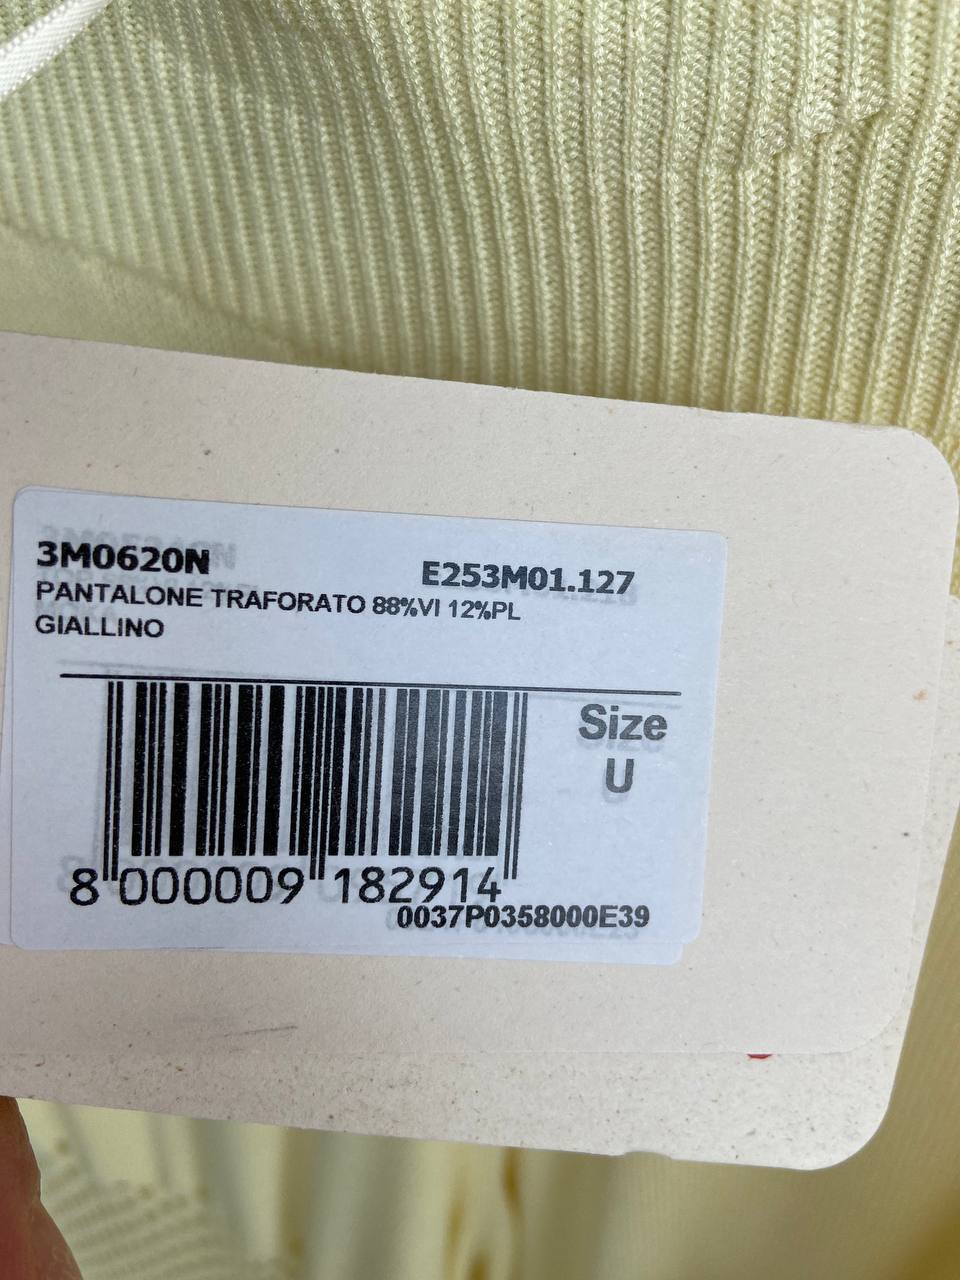 3M0620N E253M01.127
PANTALONE TRAFORATO 88%VI 12%PL
GIALLINO
Size
U
8 000009 182914
0037P0358000E39